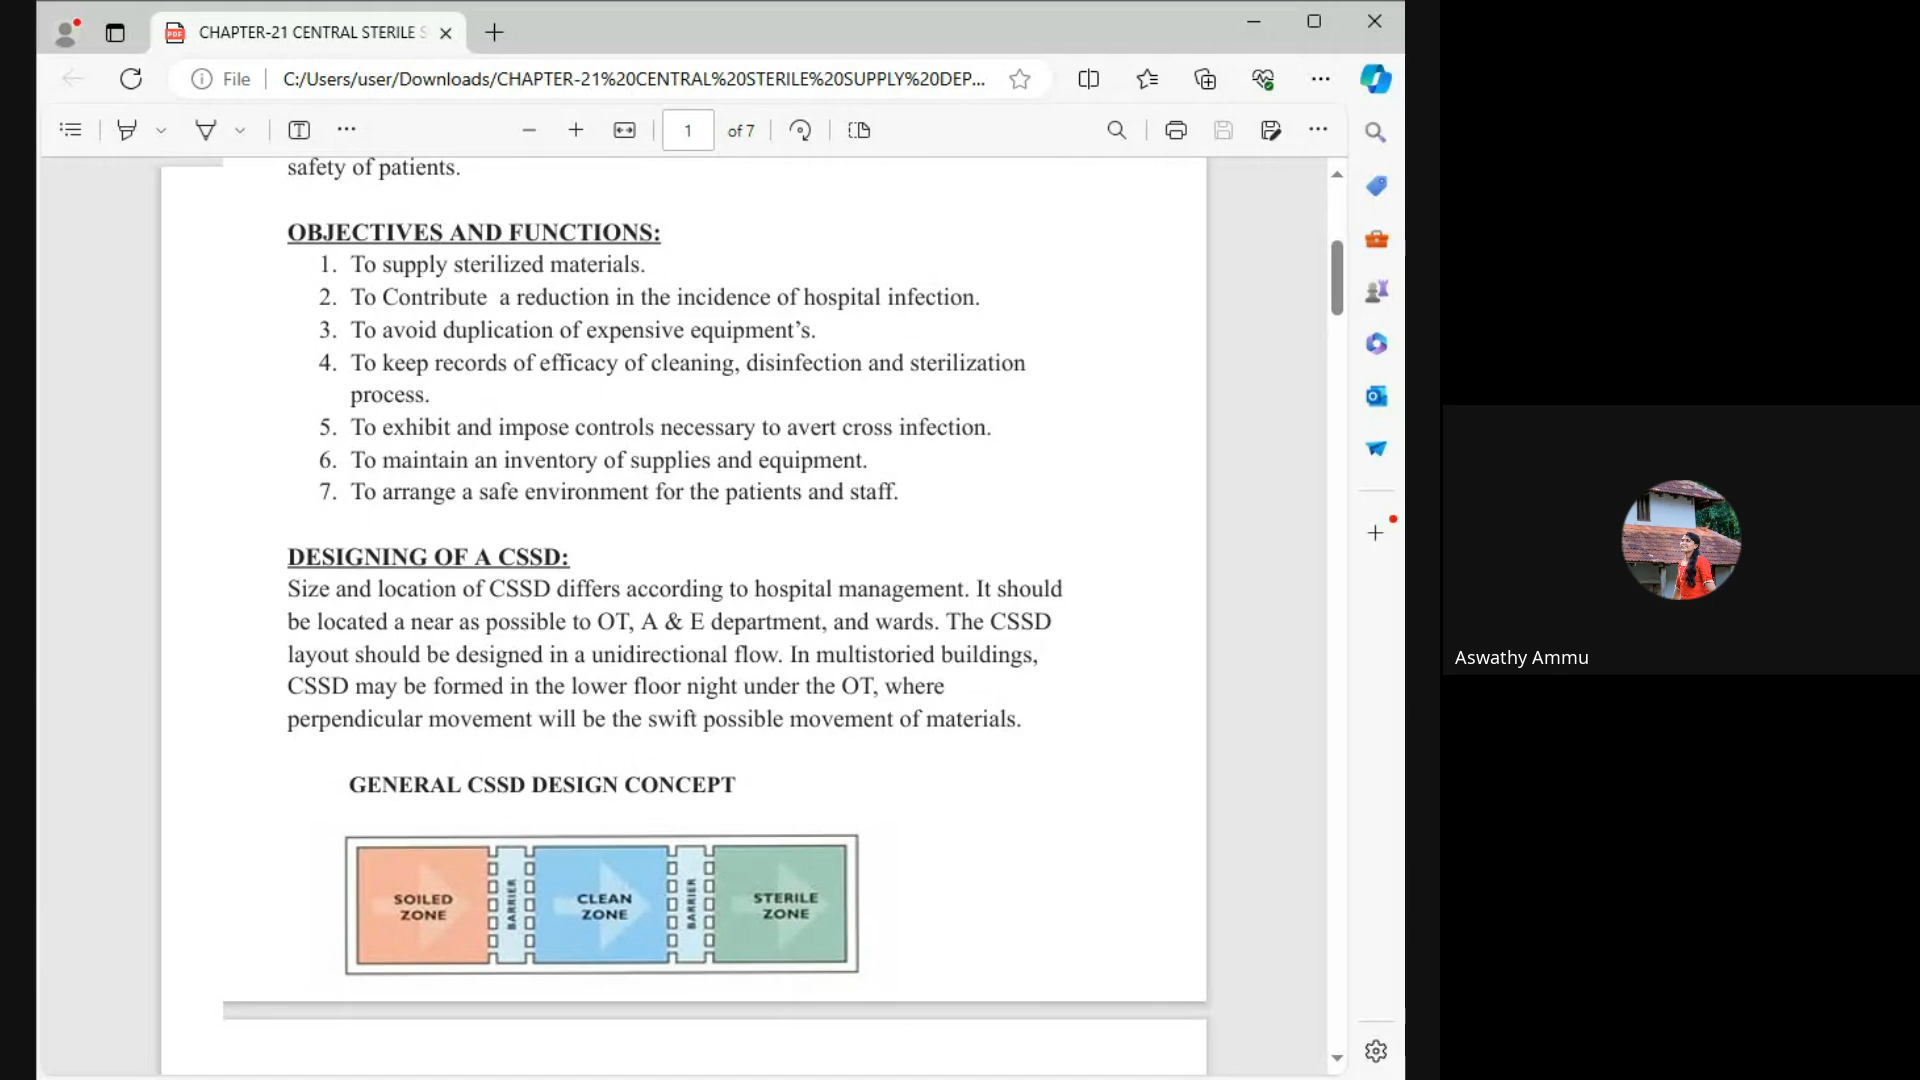 CHAPTER-21 CENTRAL STERILE S
File
C:/Users/user/Downloads/CHAPTER-21%20CENTRAL%20STERILE%20SUPPLY%20DEP...
1 of 7
safety of patients.
OBJECTIVES AND FUNCTIONS:
1. To supply sterilized materials.
2. To Contribute a reduction in the incidence of hospital infection.
3. To avoid duplication of expensive equipment’s.
4. To keep records of efficacy of cleaning, disinfection and sterilization
process.
5. To exhibit and impose controls necessary to avert cross infection.
6. To maintain an inventory of supplies and equipment.
7. To arrange a safe environment for the patients and staff.
DESIGNING OF A CSSD:
Size and location of CSSD differs according to hospital management. It should
be located a near as possible to OT, A & E department, and wards. The CSSD
layout should be designed in a unidirectional flow. In multistoried buildings,
CSSD may be formed in the lower floor night under the OT, where
perpendicular movement will be the swift possible movement of materials.
GENERAL CSSD DESIGN CONCEPT
SOILED
ZONE
BARRIER
CLEAN
ZONE
BARRIER
STERILE
ZONE
Aswathy Ammu